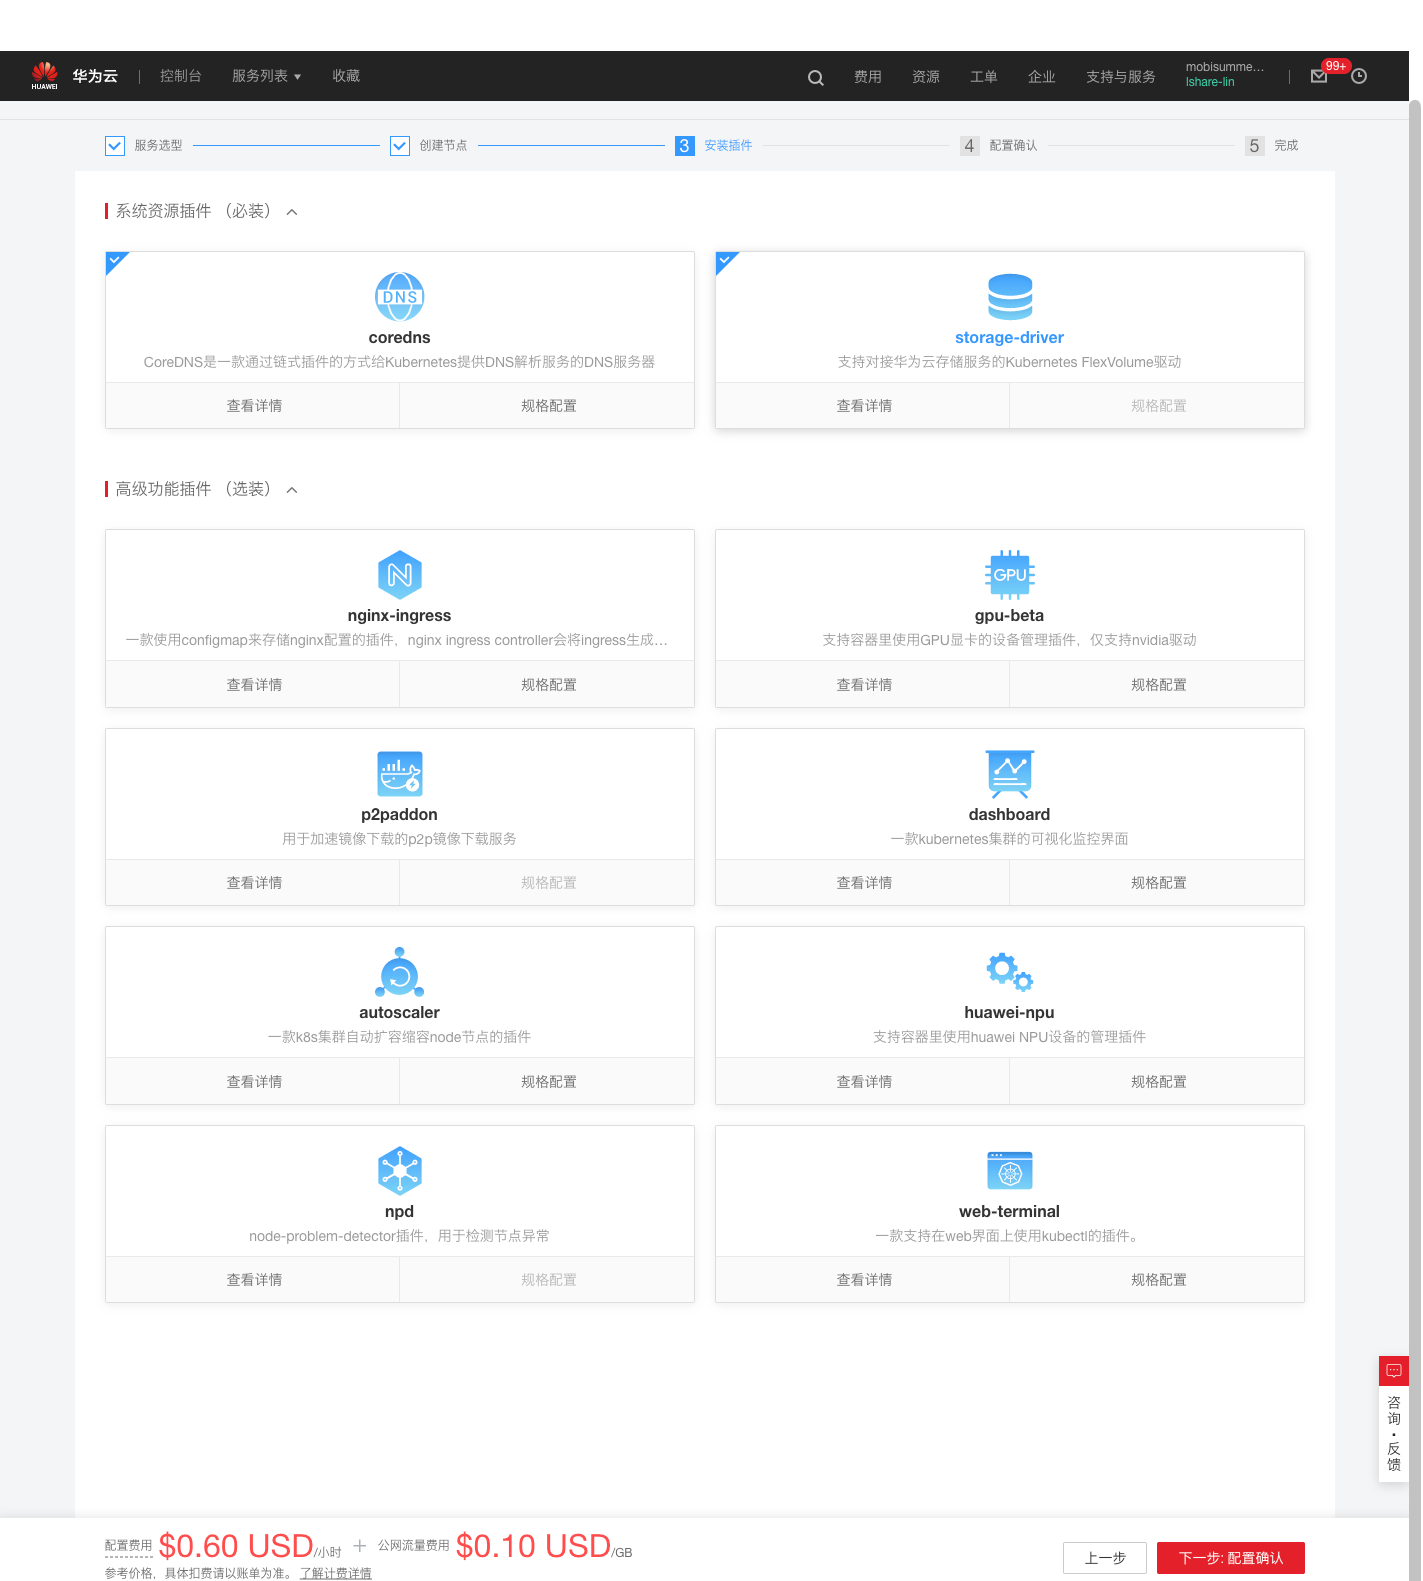 HUAWEI 华为云 控制台 服务列表 收藏 费用 资源 工单 企业 支持与服务 mobisumme... 99+
lshare-lin
服务选型 创建节点 3 安装插件 4 配置确认 5 完成
系统资源插件 （必装）
DNS
coredns
CoreDNS是一款通过链式插件的方式给Kubernetes提供DNS解析服务的DNS服务器
查看详情 规格配置
storage-driver
支持对接华为云存储服务的Kubernetes FlexVolume驱动
查看详情 规格配置
高级功能插件 （选装）
nginx-ingress
一款使用configmap来存储nginx配置的插件，nginx ingress controller会将ingress生成...
查看详情 规格配置
GPU
gpu-beta
支持容器里使用GPU显卡的设备管理插件，仅支持nvidia驱动
查看详情 规格配置
p2paddon
用于加速镜像下载的p2p镜像下载服务
查看详情 规格配置
dashboard
一款kubernetes集群的可视化监控界面
查看详情 规格配置
autoscaler
一款k8s集群自动扩容缩容node节点的插件
查看详情 规格配置
huawei-npu
支持容器里使用huawei NPU设备的管理插件
查看详情 规格配置
npd
node-problem-detector插件，用于检测节点异常
查看详情 规格配置
web-terminal
一款支持在web界面上使用kubectl的插件。
查看详情 规格配置
咨询·反馈
配置费用 $0.60 USD/小时 + 公网流量费用 $0.10 USD/GB
参考价格，具体扣费请以账单为准。 了解计费详情
上一步 下一步: 配置确认